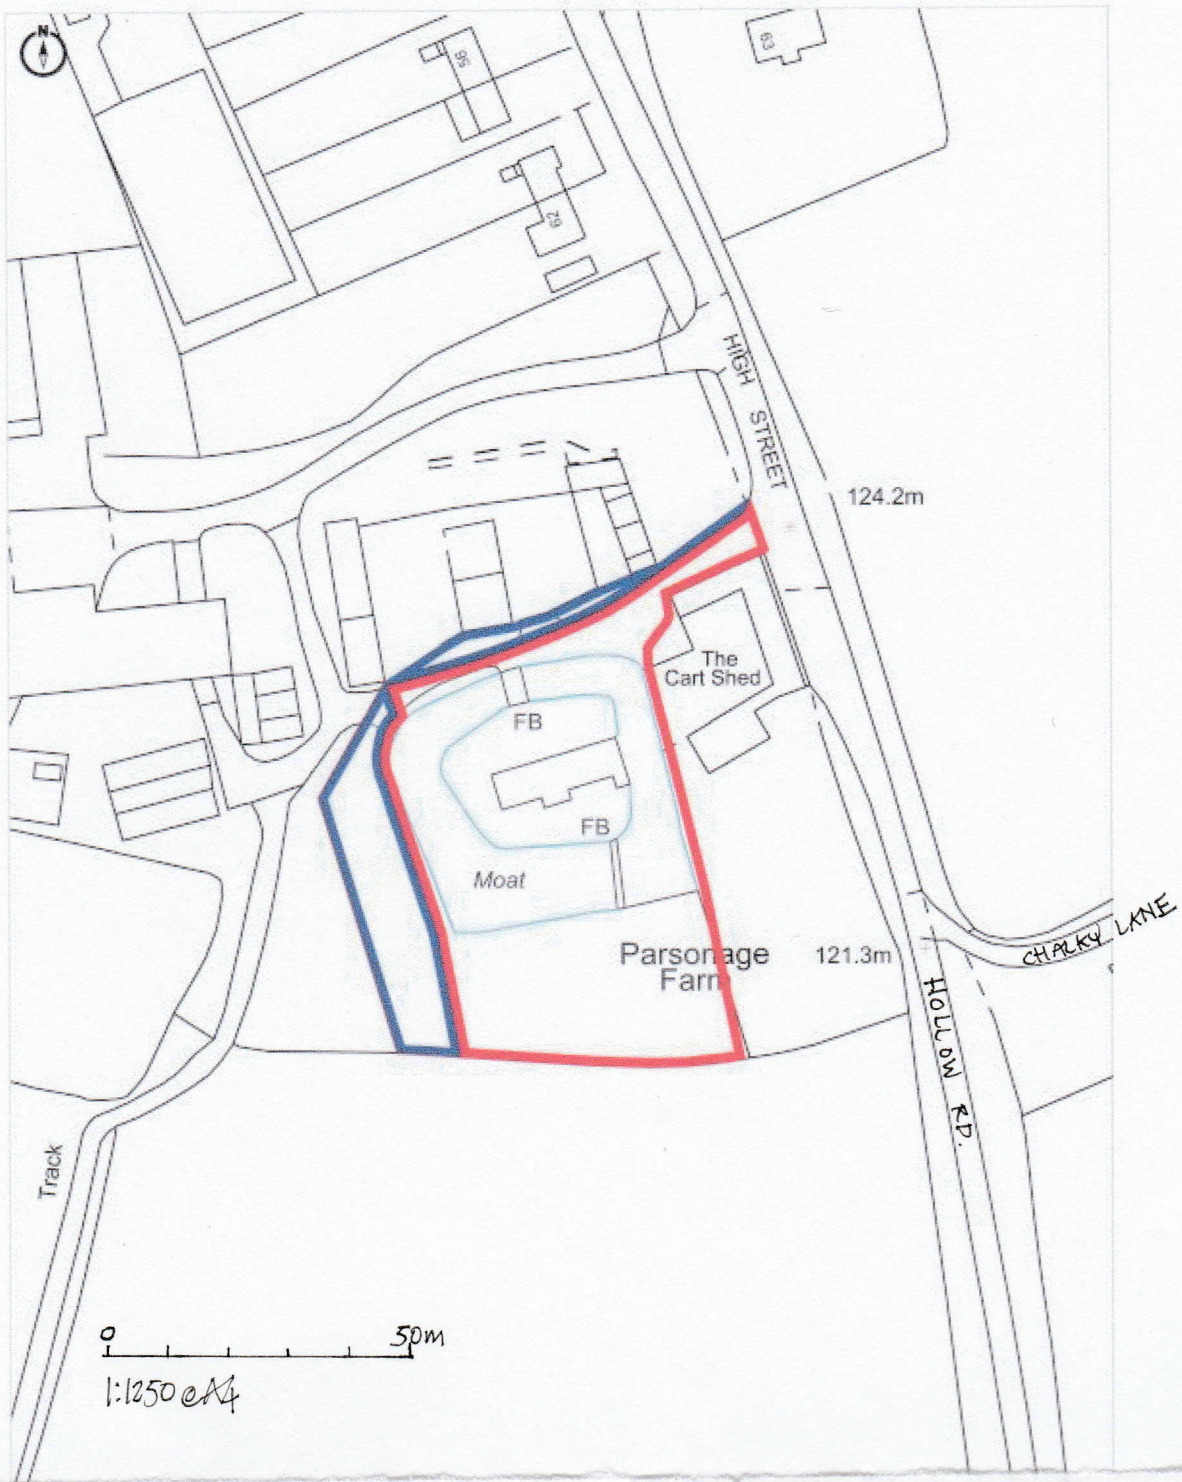 N
56
63
62
HIGH STREET
124.2m
The
Cart Shed
FB
FB
Moat
Parsonage
Farm
121.3m
CHALKY LANE
HOLLOW RD.
Track
0 50m
1:1250 @ A4